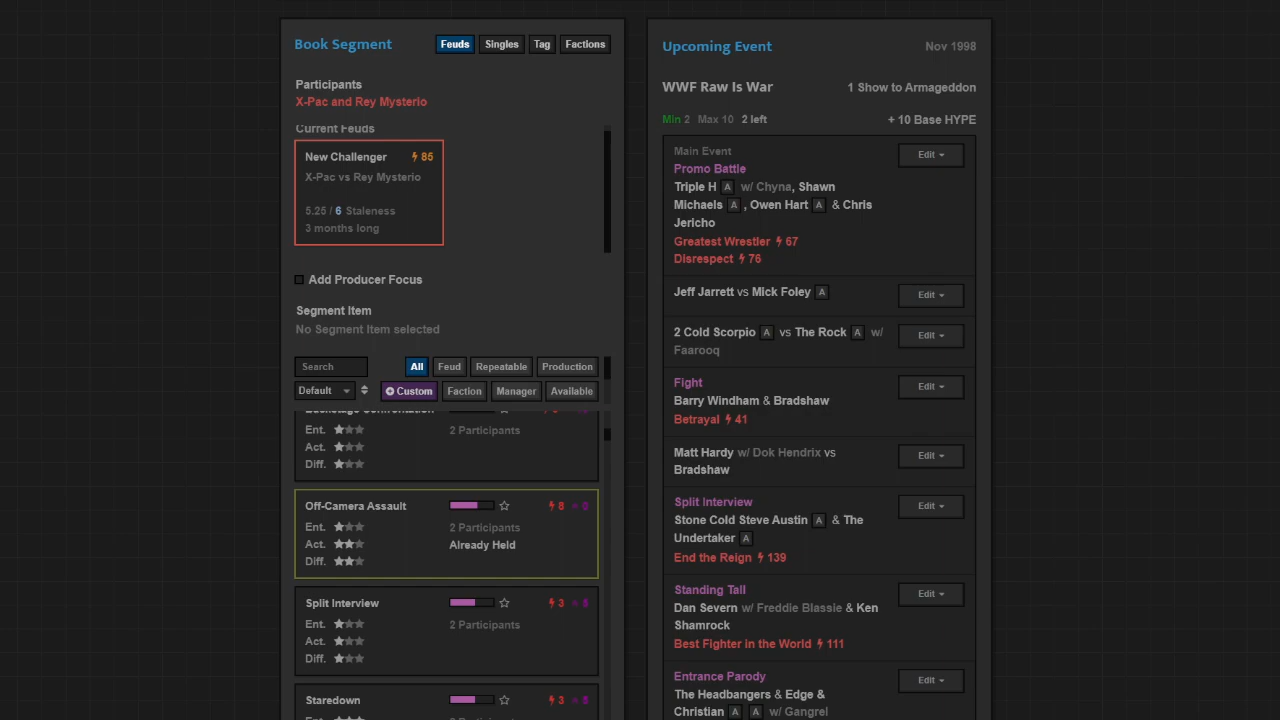 Book Segment
Feuds
Singles
Tag
Factions
Participants
X-Pac and Rey Mysterio
Current Feuds
New Challenger
85
X-Pac vs Rey Mysterio
5.25 / 6 Staleness
3 months long
Add Producer Focus
Segment Item
No Segment Item selected
Search
All
Feud
Repeatable
Production
Default
Custom
Faction
Manager
Available
Backstage Confrontation
Ent.
2 Participants
Act.
Diff.
Off-Camera Assault
8
0
Ent.
2 Participants
Act.
Already Held
Diff.
Split Interview
3
5
Ent.
2 Participants
Act.
Diff.
Staredown
3
5
Upcoming Event
Nov 1998
WWF Raw Is War
1 Show to Armageddon
Min 2 Max 10 2 left
+ 10 Base HYPE
Main Event
Edit
Promo Battle
Triple H A w/ Chyna, Shawn
Michaels A , Owen Hart A & Chris
Jericho
Greatest Wrestler 67
Disrespect 76
Jeff Jarrett vs Mick Foley A
Edit
2 Cold Scorpio A vs The Rock A w/
Edit
Faarooq
Fight
Edit
Barry Windham & Bradshaw
Betrayal 41
Matt Hardy w/ Dok Hendrix vs
Edit
Bradshaw
Split Interview
Edit
Stone Cold Steve Austin A & The
Undertaker A
End the Reign 139
Standing Tall
Edit
Dan Severn w/ Freddie Blassie & Ken
Shamrock
Best Fighter in the World 111
Entrance Parody
Edit
The Headbangers & Edge &
Christian A A w/ Gangrel